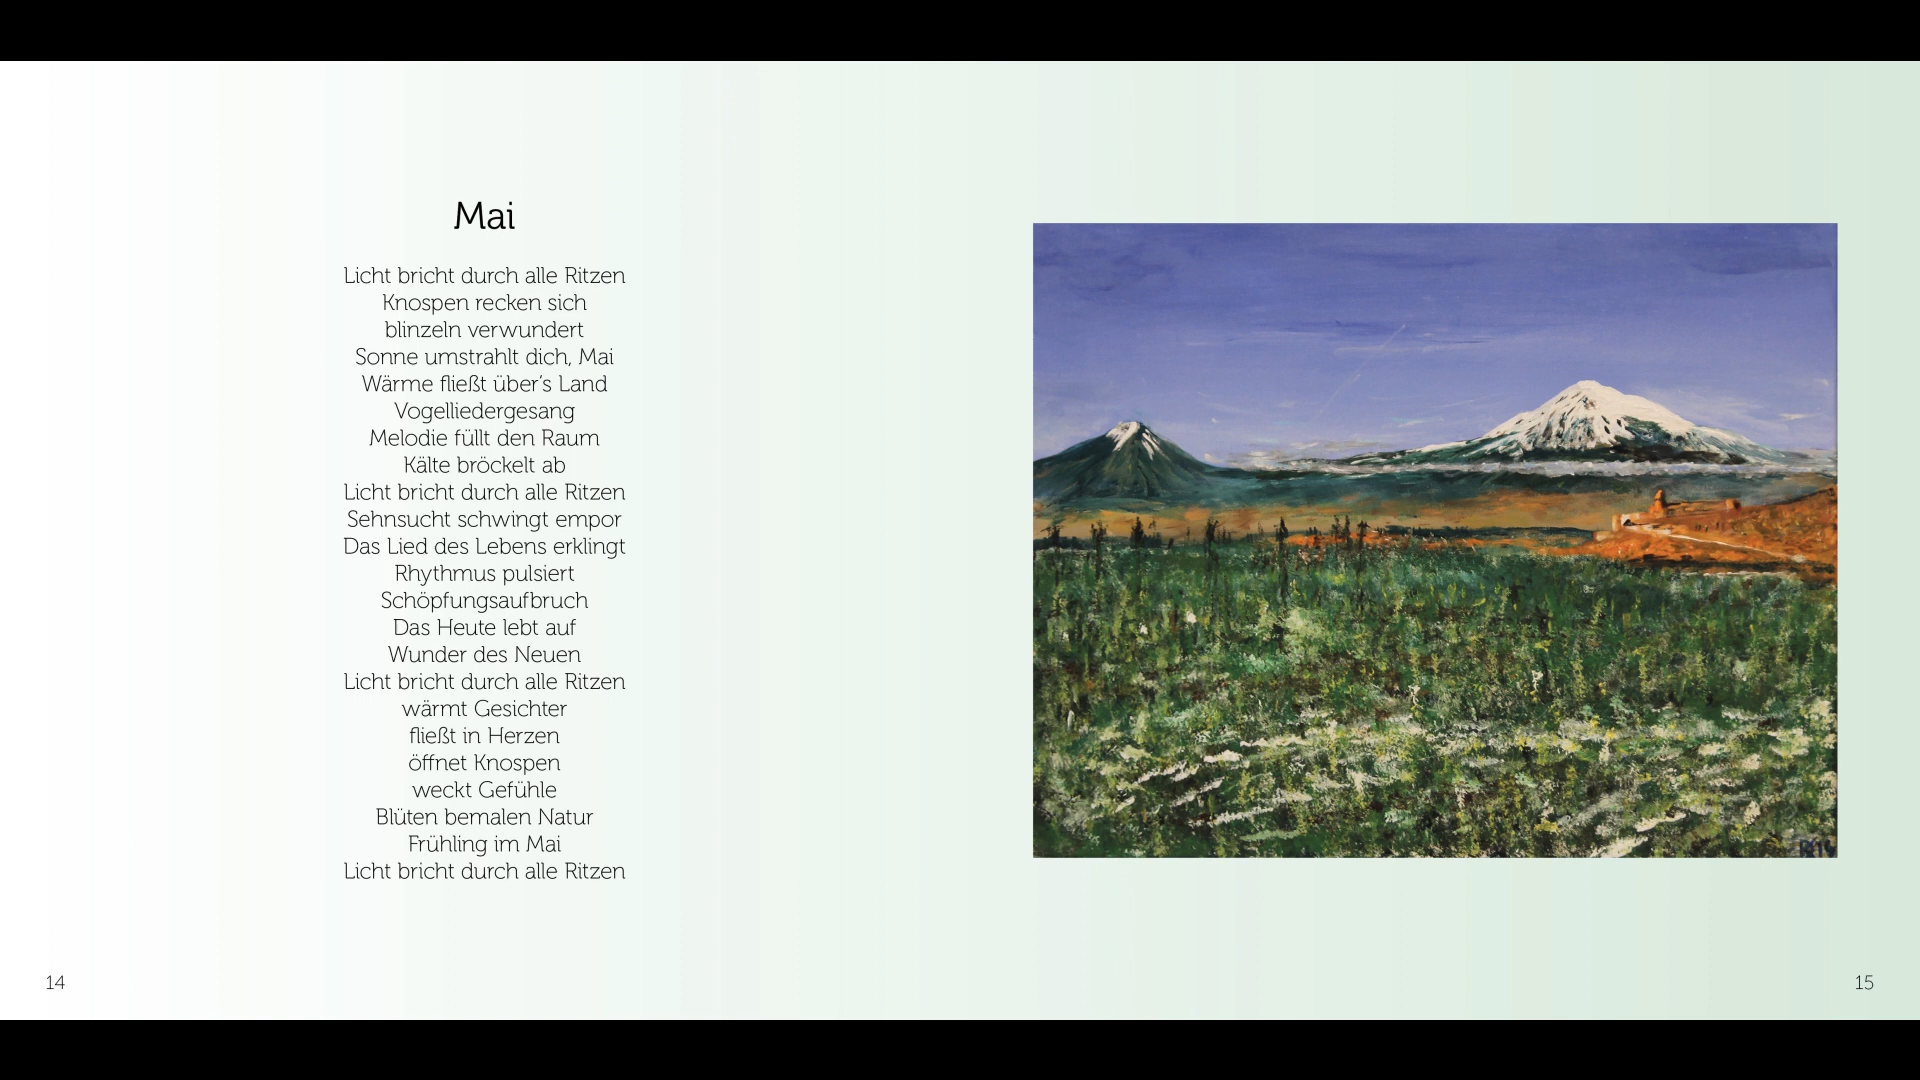 Mai
Licht bricht durch alle Ritzen
Knospen recken sich
blinzeln verwundert
Sonne umstrahlt dich, Mai
Wärme fließt über’s Land
Vogelliedergesang
Melodie füllt den Raum
Kälte bröckelt ab
Licht bricht durch alle Ritzen
Sehnsucht schwingt empor
Das Lied des Lebens erklingt
Rhythmus pulsiert
Schöpfungsaufbruch
Das Heute lebt auf
Wunder des Neuen
Licht bricht durch alle Ritzen
wärmt Gesichter
fließt in Herzen
öffnet Knospen
weckt Gefühle
Blüten bemalen Natur
Frühling im Mai
Licht bricht durch alle Ritzen
14
15